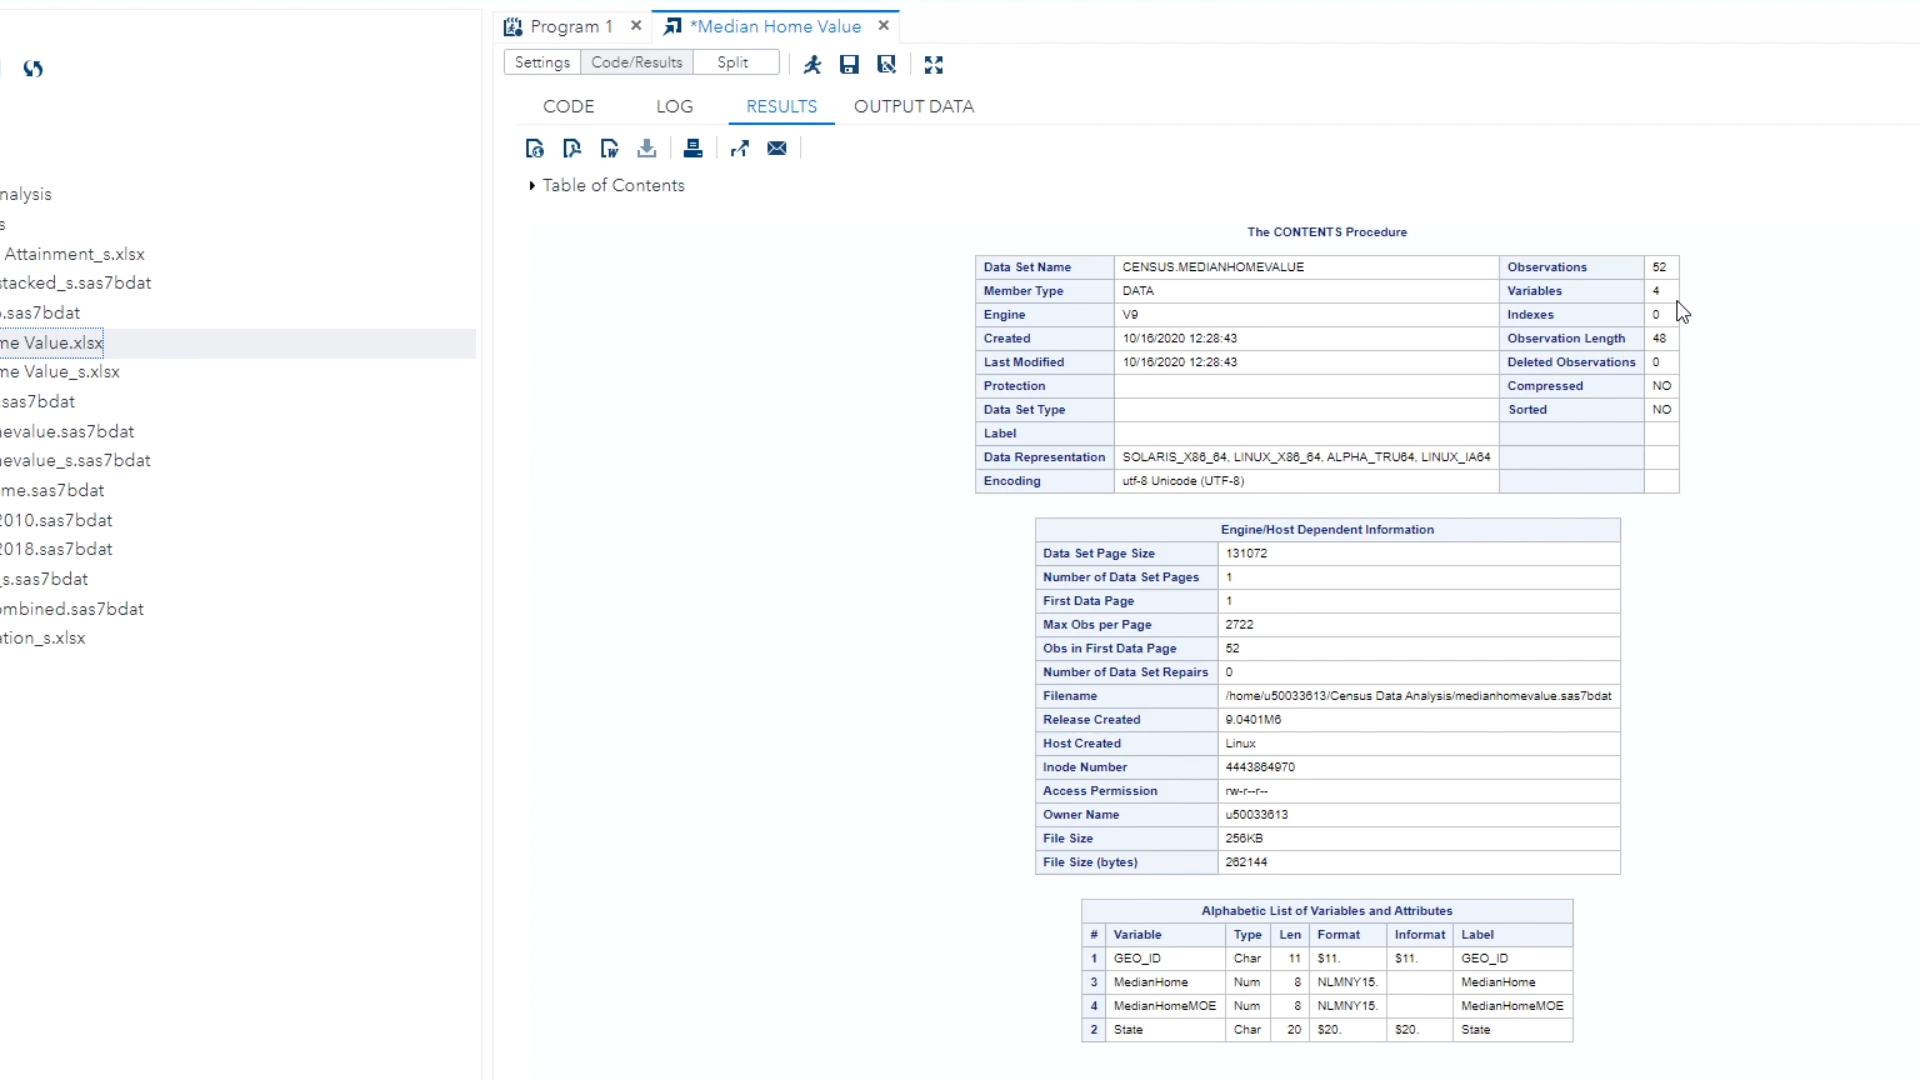 Program 1
*Median Home Value
Settings
Code/Results
Split
CODE
LOG
RESULTS
OUTPUT DATA
Table of Contents
nalysis
s
Attainment_s.xlsx
stacked_s.sas7bdat
.sas7bdat
me Value.xlsx
me Value_s.xlsx
.sas7bdat
evalue.sas7bdat
evalue_s.sas7bdat
me.sas7bdat
2010.sas7bdat
2018.sas7bdat
_s.sas7bdat
ombined.sas7bdat
ation_s.xlsx
The CONTENTS Procedure
Data Set Name CENSUS.MEDIANHOMEVALUE Observations 52
Member Type DATA Variables 4
Engine V9 Indexes 0
Created 10/16/2020 12:28:43 Observation Length 48
Last Modified 10/16/2020 12:28:43 Deleted Observations 0
Protection Compressed NO
Data Set Type Sorted NO
Label
Data Representation SOLARIS_X86_64, LINUX_X86_64, ALPHA_TRU64, LINUX_IA64
Encoding utf-8 Unicode (UTF-8)
Engine/Host Dependent Information
Data Set Page Size 131072
Number of Data Set Pages 1
First Data Page 1
Max Obs per Page 2722
Obs in First Data Page 52
Number of Data Set Repairs 0
Filename /home/u50033613/Census Data Analysis/medianhomevalue.sas7bdat
Release Created 9.0401M6
Host Created Linux
Inode Number 4443864970
Access Permission rw-r--r--
Owner Name u50033613
File Size 256KB
File Size (bytes) 262144
Alphabetic List of Variables and Attributes
# Variable Type Len Format Informat Label
1 GEO_ID Char 11 $11. $11. GEO_ID
3 MedianHome Num 8 NLMNY15. MedianHome
4 MedianHomeMOE Num 8 NLMNY15. MedianHomeMOE
2 State Char 20 $20. $20. State